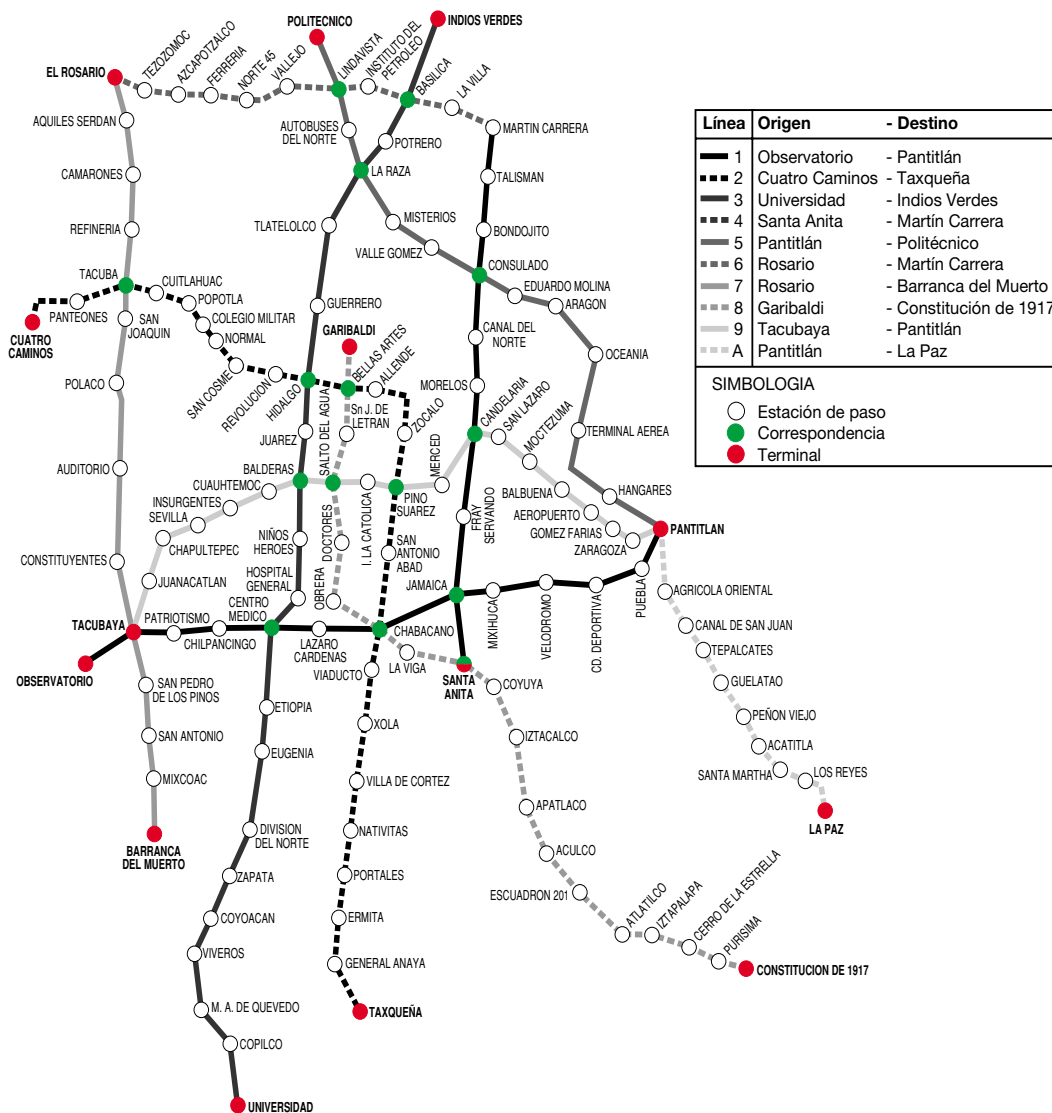 POLITECNICO
INDIOS VERDES
EL ROSARIO
TEZOZOMOC
AZCAPOTZALCO
FERRERIA
NORTE 45
VALLEJO
LINDAVISTA
INSTITUTO DEL
PETROLEO
BASILICA
LA VILLA
MARTIN CARRERA
AQUILES SERDAN
AUTOBUSES
DEL NORTE
POTRERO
CAMARONES
LA RAZA
TALISMAN
REFINERIA
TLATELOLCO
MISTERIOS
VALLE GOMEZ
BONDOJITO
TACUBA
CUITLAHUAC
POPOTLA
COLEGIO MILITAR
NORMAL
CONSULADO
EDUARDO MOLINA
ARAGON
PANTEONES
SAN
JOAQUIN
CUATRO
CAMINOS
GUERRERO
GARIBALDI
CANAL DEL
NORTE
OCEANIA
POLACO
SAN COSME
REVOLUCION
HIDALGO
BELLAS ARTES
ALLENDE
MORELOS
Sn J. DE
LETRAN
ZOCALO
CANDELARIA
SAN LAZARO
MOCTEZUMA
TERMINAL AEREA
JUAREZ
SALTO DEL AGUA
MERCED
AUDITORIO
BALDERAS
CUAUHTEMOC
INSURGENTES
SEVILLA
CHAPULTEPEC
I. LA CATOLICA
PINO
SUAREZ
FRAY
SERVANDO
BALBUENA
AEROPUERTO
GOMEZ FARIAS
ZARAGOZA
HANGARES
PANTITLAN
NIÑOS
HEROES
DOCTORES
SAN
ANTONIO
ABAD
CONSTITUYENTES
JUANACATLAN
HOSPITAL
GENERAL
OBRERA
JAMAICA
MIXIHUCA
VELODROMO
CD. DEPORTIVA
PUEBLA
AGRICOLA ORIENTAL
TACUBAYA
PATRIOTISMO
CHILPANCINGO
CENTRO
MEDICO
LAZARO
CARDENAS
CHABACANO
CANAL DE SAN JUAN
OBSERVATORIO
VIADUCTO
LA VIGA
SANTA
ANITA
TEPALCATES
SAN PEDRO
DE LOS PINOS
COYUYA
GUELATAO
ETIOPIA
XOLA
IZTACALCO
PEÑON VIEJO
SAN ANTONIO
EUGENIA
ACATITLA
MIXCOAC
VILLA DE CORTEZ
SANTA MARTHA
LOS REYES
BARRANCA
DEL MUERTO
DIVISION
DEL NORTE
NATIVITAS
APATLACO
LA PAZ
ZAPATA
PORTALES
ACULCO
ESCUADRON 201
COYOACAN
ERMITA
ATLATILCO
IZTAPALAPA
CERRO DE LA ESTRELLA
PURISIMA
VIVEROS
GENERAL ANAYA
CONSTITUCION DE 1917
M. A. DE QUEVEDO
TAXQUEÑA
COPILCO
UNIVERSIDAD
Línea Origen - Destino
1 Observatorio - Pantitlán
2 Cuatro Caminos - Taxqueña
3 Universidad - Indios Verdes
4 Santa Anita - Martín Carrera
5 Pantitlán - Politécnico
6 Rosario - Martín Carrera
7 Rosario - Barranca del Muerto
8 Garibaldi - Constitución de 1917
9 Tacubaya - Pantitlán
A Pantitlán - La Paz
SIMBOLOGIA
Estación de paso
Correspondencia
Terminal